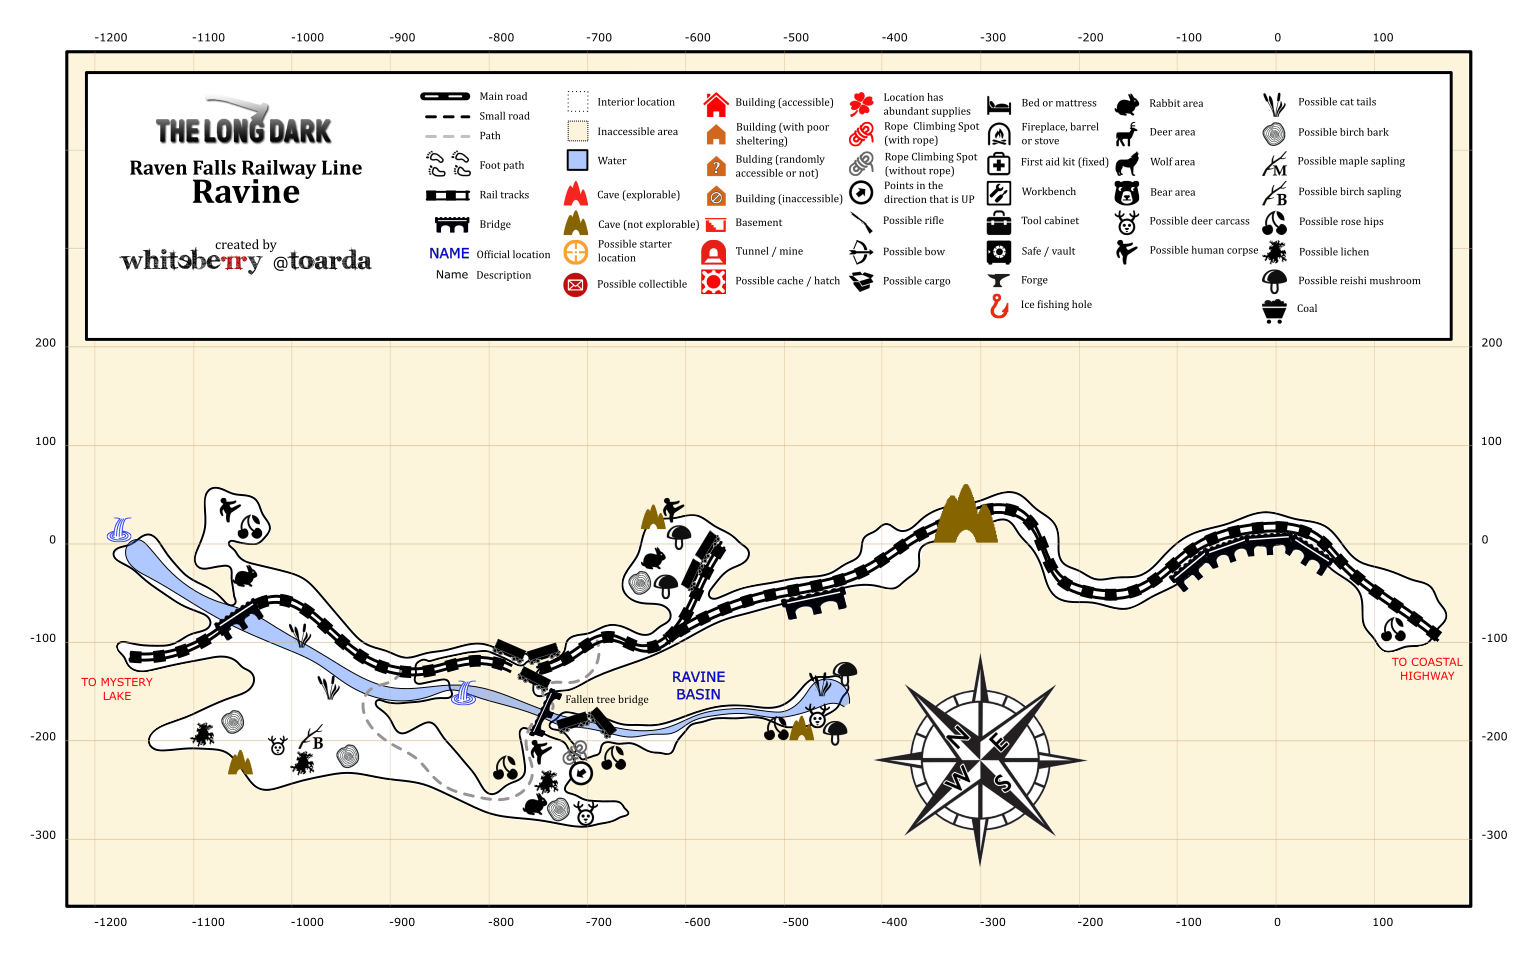 -1200 -1100 -1000 -900 -800 -700 -600 -500 -400 -300 -200 -100 0 100
THE LONG DARK
Raven Falls Railway Line
Ravine
created by
whiteberry @toarda
Main road
Small road
Path
Foot path
Rail tracks
Bridge
NAME Official location
Name Description
Interior location
Inaccessible area
Water
Cave (explorable)
Cave (not explorable)
Possible starter
location
Possible collectible
Building (accessible)
Building (with poor
sheltering)
Bulding (randomly
accessible or not)
Building (inaccessible)
Basement
Tunnel / mine
Possible cache / hatch
Location has
abundant supplies
Rope Climbing Spot
(with rope)
Rope Climbing Spot
(without rope)
Points in the
direction that is UP
Possible rifle
Possible bow
Possible cargo
Bed or mattress
Fireplace, barrel
or stove
First aid kit (fixed)
Workbench
Tool cabinet
Safe / vault
Forge
Ice fishing hole
Rabbit area
Deer area
Wolf area
Bear area
Possible deer carcass
Possible human corpse
Possible cat tails
Possible birch bark
M Possible maple sapling
B Possible birch sapling
Possible rose hips
Possible lichen
Possible reishi mushroom
Coal
200 200
100 100
0 0
-100 -100
TO MYSTERY
LAKE
RAVINE
BASIN
TO COASTAL
HIGHWAY
Fallen tree bridge
B
-200 -200
N E
W S
-300 -300
-1200 -1100 -1000 -900 -800 -700 -600 -500 -400 -300 -200 -100 0 100